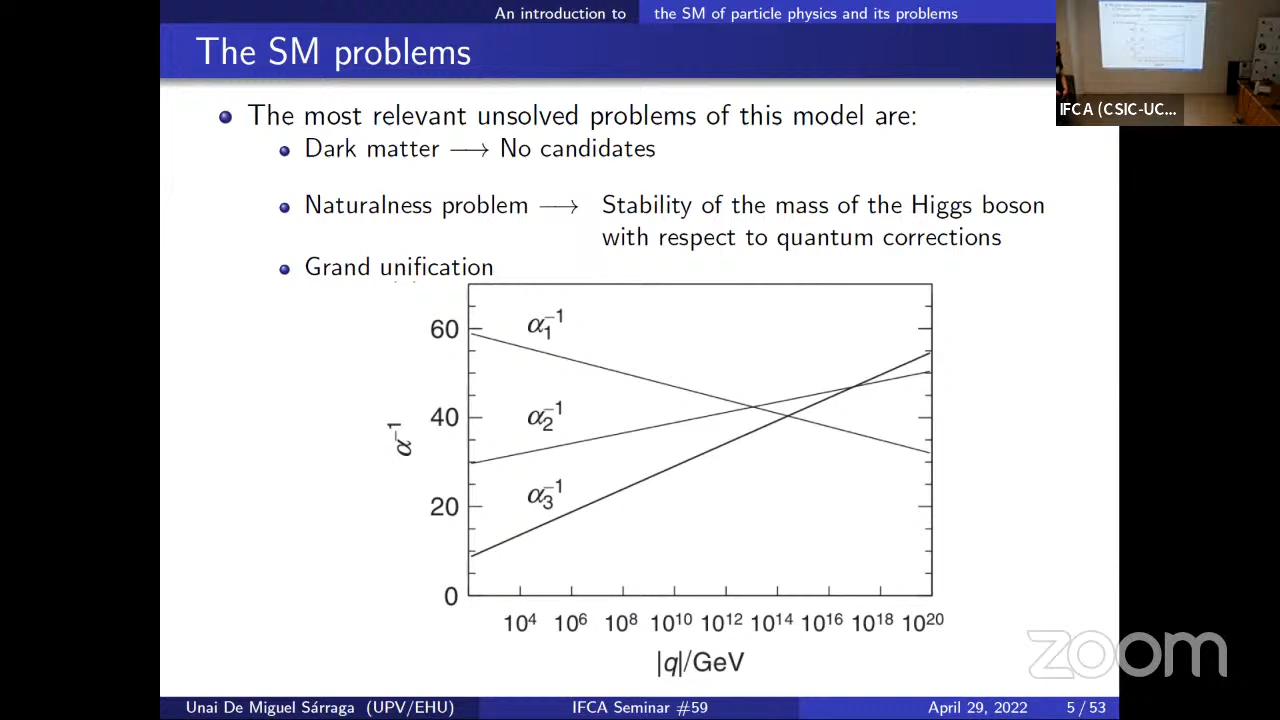 An introduction to the SM of particle physics and its problems
The SM problems
IFCA (CSIC-UC...
The most relevant unsolved problems of this model are:
Dark matter ⟶ No candidates
Naturalness problem ⟶ Stability of the mass of the Higgs boson
with respect to quantum corrections
Grand unification
60
40
20
0
α⁻¹
α₁⁻¹
α₂⁻¹
α₃⁻¹
10⁴ 10⁶ 10⁸ 10¹⁰ 10¹² 10¹⁴ 10¹⁶ 10¹⁸ 10²⁰
|q|/GeV
zoom
Unai De Miguel Sárraga (UPV/EHU) IFCA Seminar #59 April 29, 2022 5 / 53